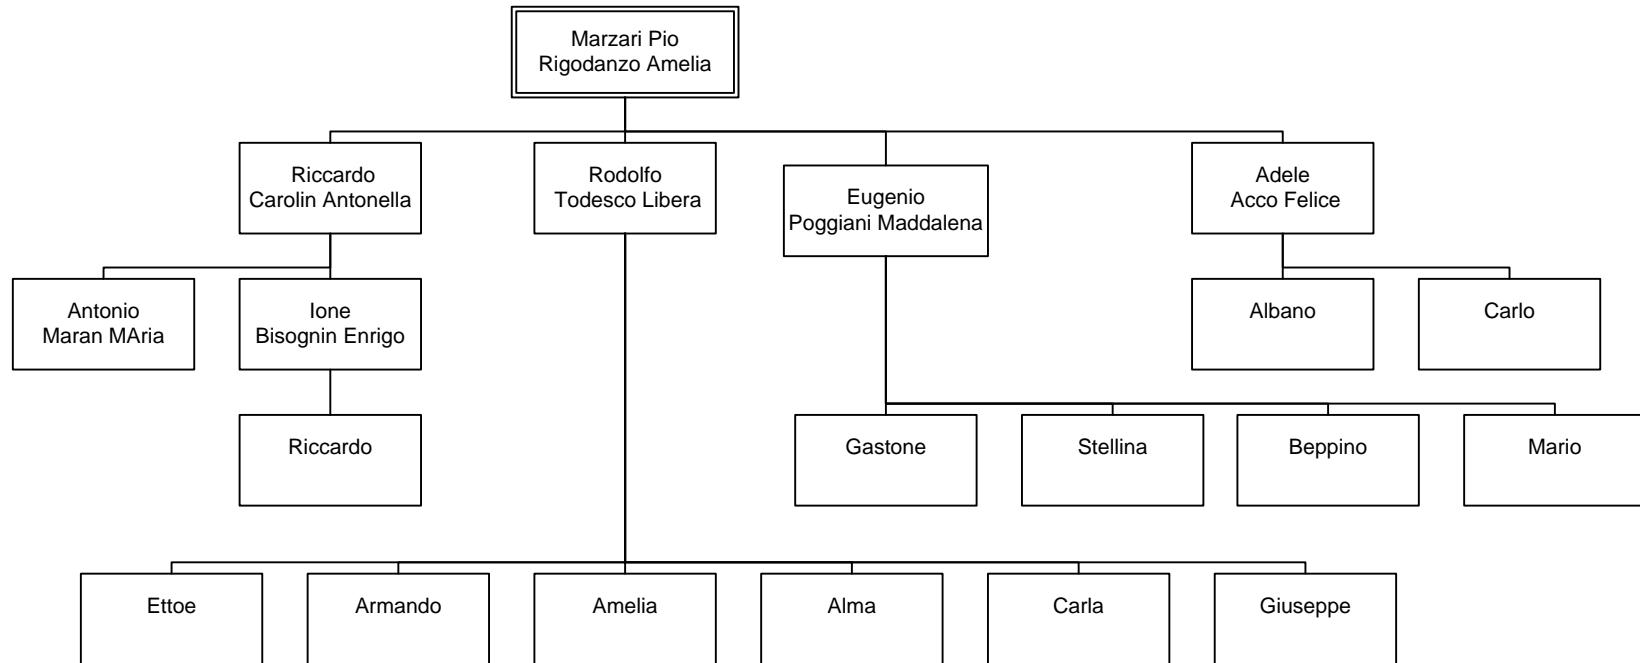 Marzari Pio
Rigodanzo Amelia
Riccardo
Carolin Antonella
Rodolfo
Todesco Libera
Eugenio
Poggiani Maddalena
Adele
Acco Felice
Antonio
Maran MAria
Ione
Bisognin Enrigo
Albano
Carlo
Riccardo
Gastone
Stellina
Beppino
Mario
Ettoe
Armando
Amelia
Alma
Carla
Giuseppe